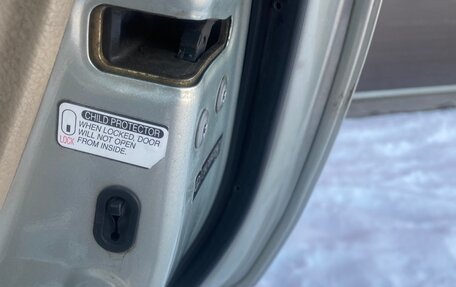 CHILD PROTECTOR
WHEN LOCKED, DOOR
WILL NOT OPEN
FROM INSIDE.
LOCK